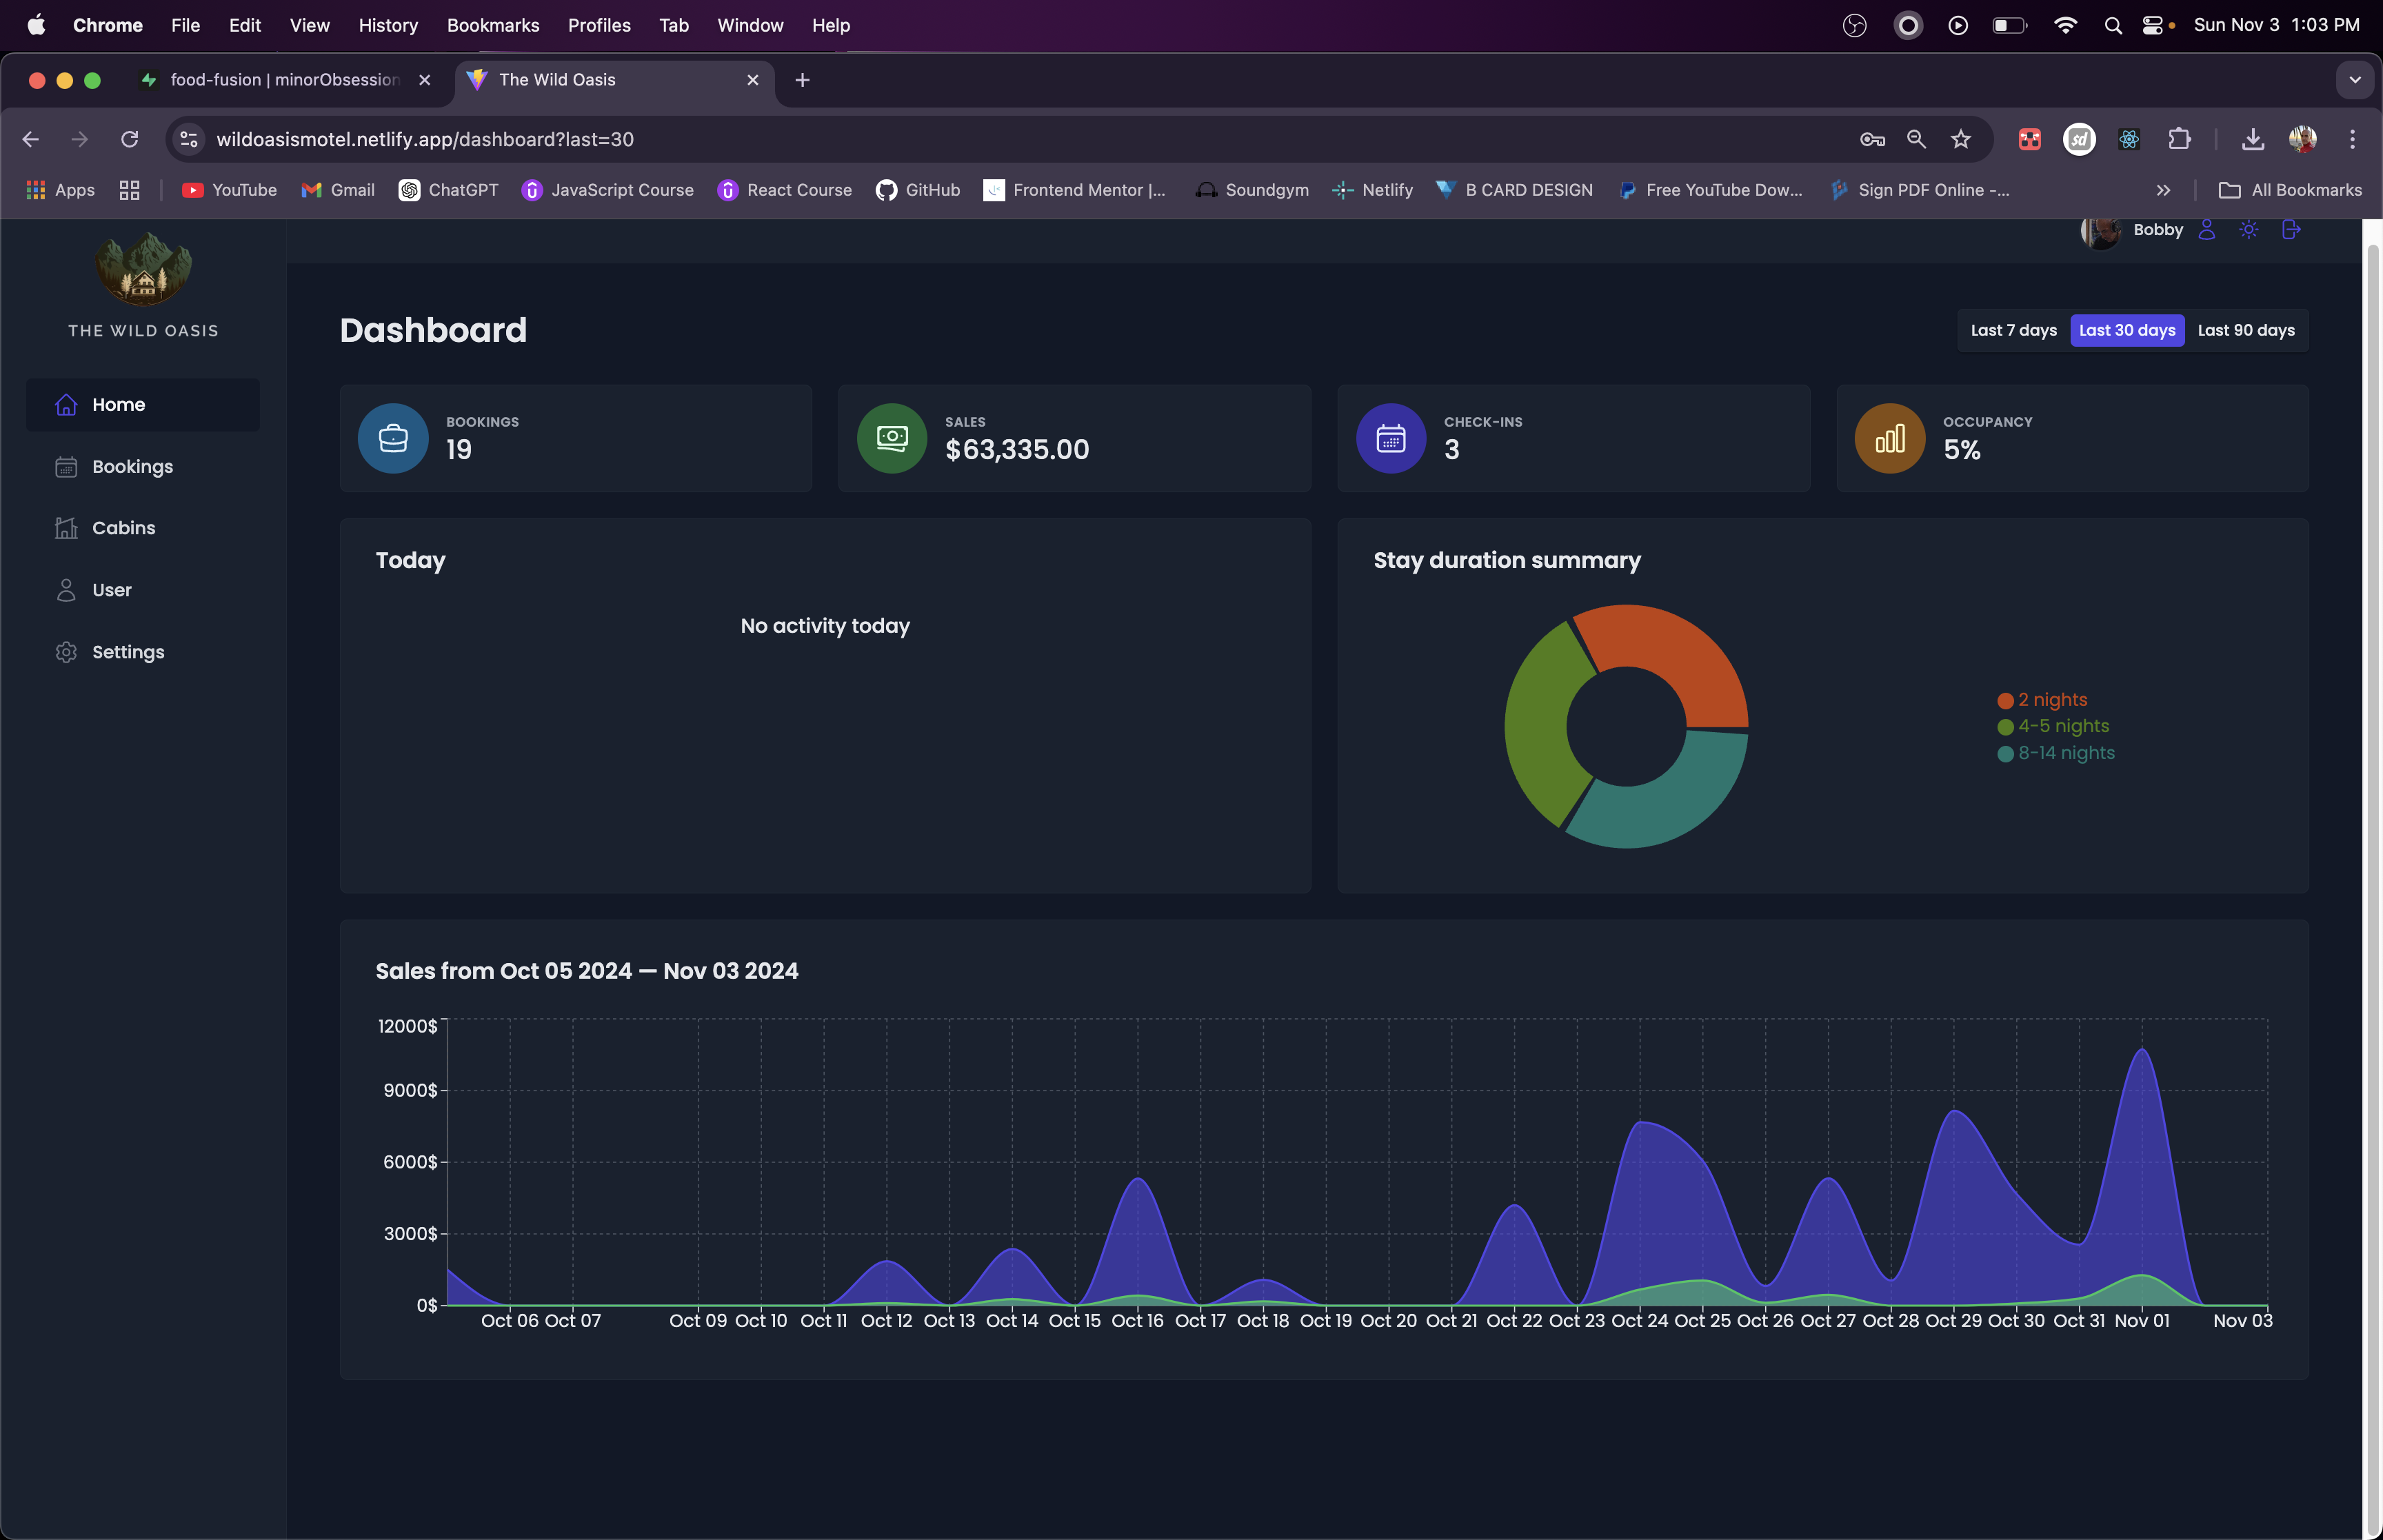 Chrome File Edit View History Bookmarks Profiles Tab Window Help Sun Nov 3 1:03 PM
food-fusion | minorObsession The Wild Oasis
wildoasismotel.netlify.app/dashboard?last=30
Apps YouTube Gmail ChatGPT JavaScript Course React Course GitHub Frontend Mentor |... Soundgym Netlify B CARD DESIGN Free YouTube Dow... Sign PDF Online -... All Bookmarks
Bobby
THE WILD OASIS
Home
Bookings
Cabins
User
Settings
Dashboard
Last 7 days Last 30 days Last 90 days
BOOKINGS
19
SALES
$63,335.00
CHECK-INS
3
OCCUPANCY
5%
Today
No activity today
Stay duration summary
2 nights
4-5 nights
8-14 nights
Sales from Oct 05 2024 — Nov 03 2024
12000$
9000$
6000$
3000$
0$
Oct 06 Oct 07 Oct 09 Oct 10 Oct 11 Oct 12 Oct 13 Oct 14 Oct 15 Oct 16 Oct 17 Oct 18 Oct 19 Oct 20 Oct 21 Oct 22 Oct 23 Oct 24 Oct 25 Oct 26 Oct 27 Oct 28 Oct 29 Oct 30 Oct 31 Nov 01 Nov 03